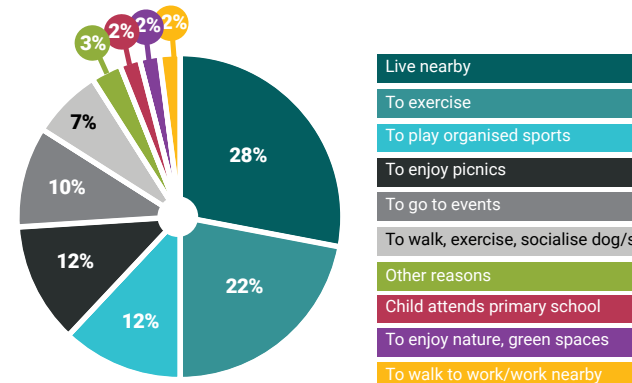 3%
2%
2%
2%
7%
28%
10%
12%
22%
12%
Live nearby
To exercise
To play organised sports
To enjoy picnics
To go to events
To walk, exercise, socialise dog/s
Other reasons
Child attends primary school
To enjoy nature, green spaces
To walk to work/work nearby